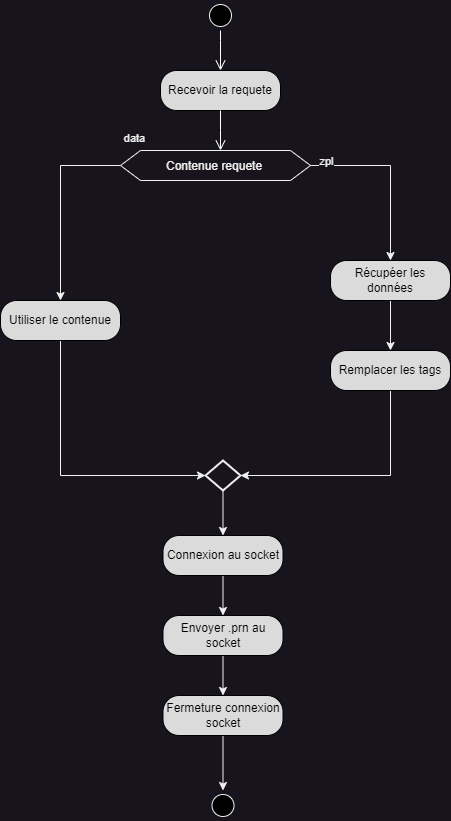 Recevoir la requete
data
Contenue requete
zpl
Récupéer les
données
Utiliser le contenue
Remplacer les tags
Connexion au socket
Envoyer .prn au
socket
Fermeture connexion
socket